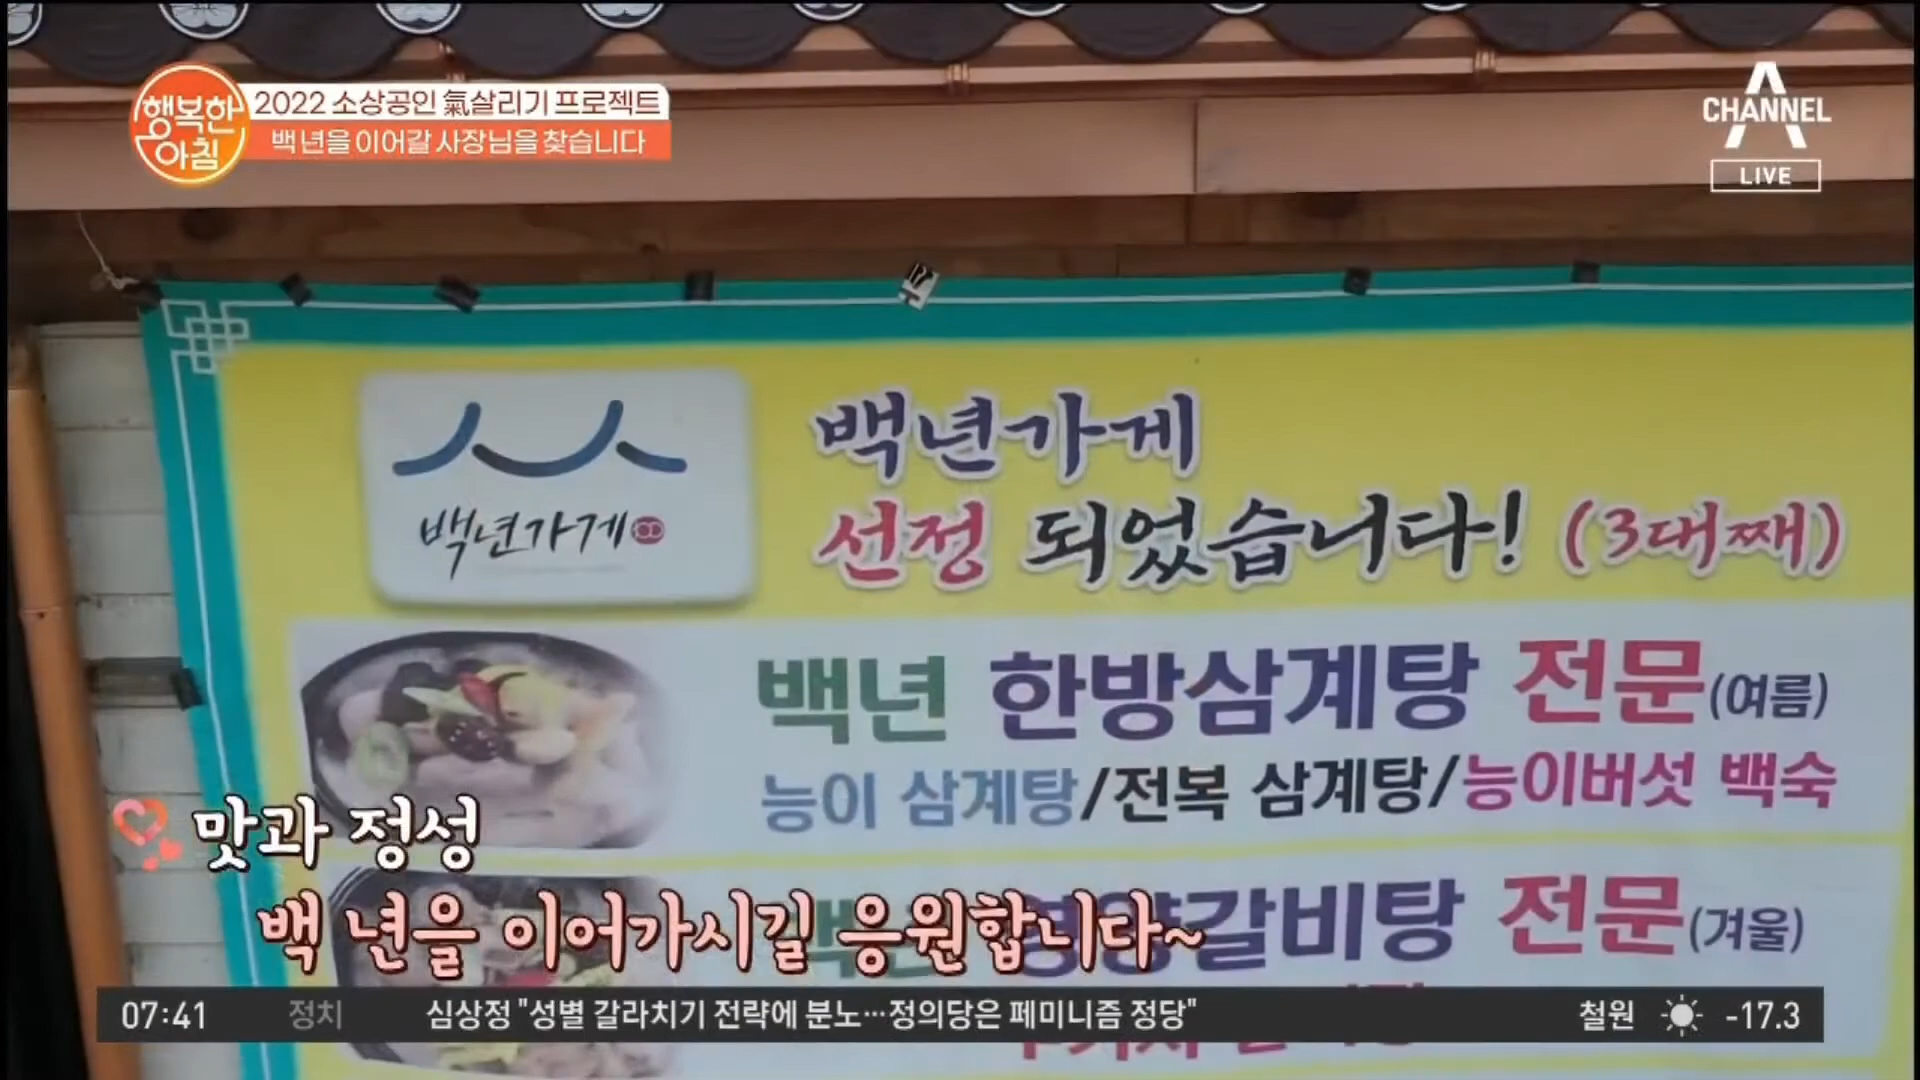 행복한
아침
2022 소상공인 氣살리기 프로젝트
백 년을 이어갈 사장님을 찾습니다
CHANNEL A
LIVE
백년가게
백년가게
선정 되었습니다! (3대째)
백년 한방삼계탕 전문(여름)
능이 삼계탕/전복 삼계탕/능이버섯 백숙
영양갈비탕 전문(겨울)
맛과 정성
백 년을 이어가시길 응원합니다~
07:41 정치 심상정 "성별 갈라치기 전략에 분노…정의당은 페미니즘 정당" 철원 -17.3